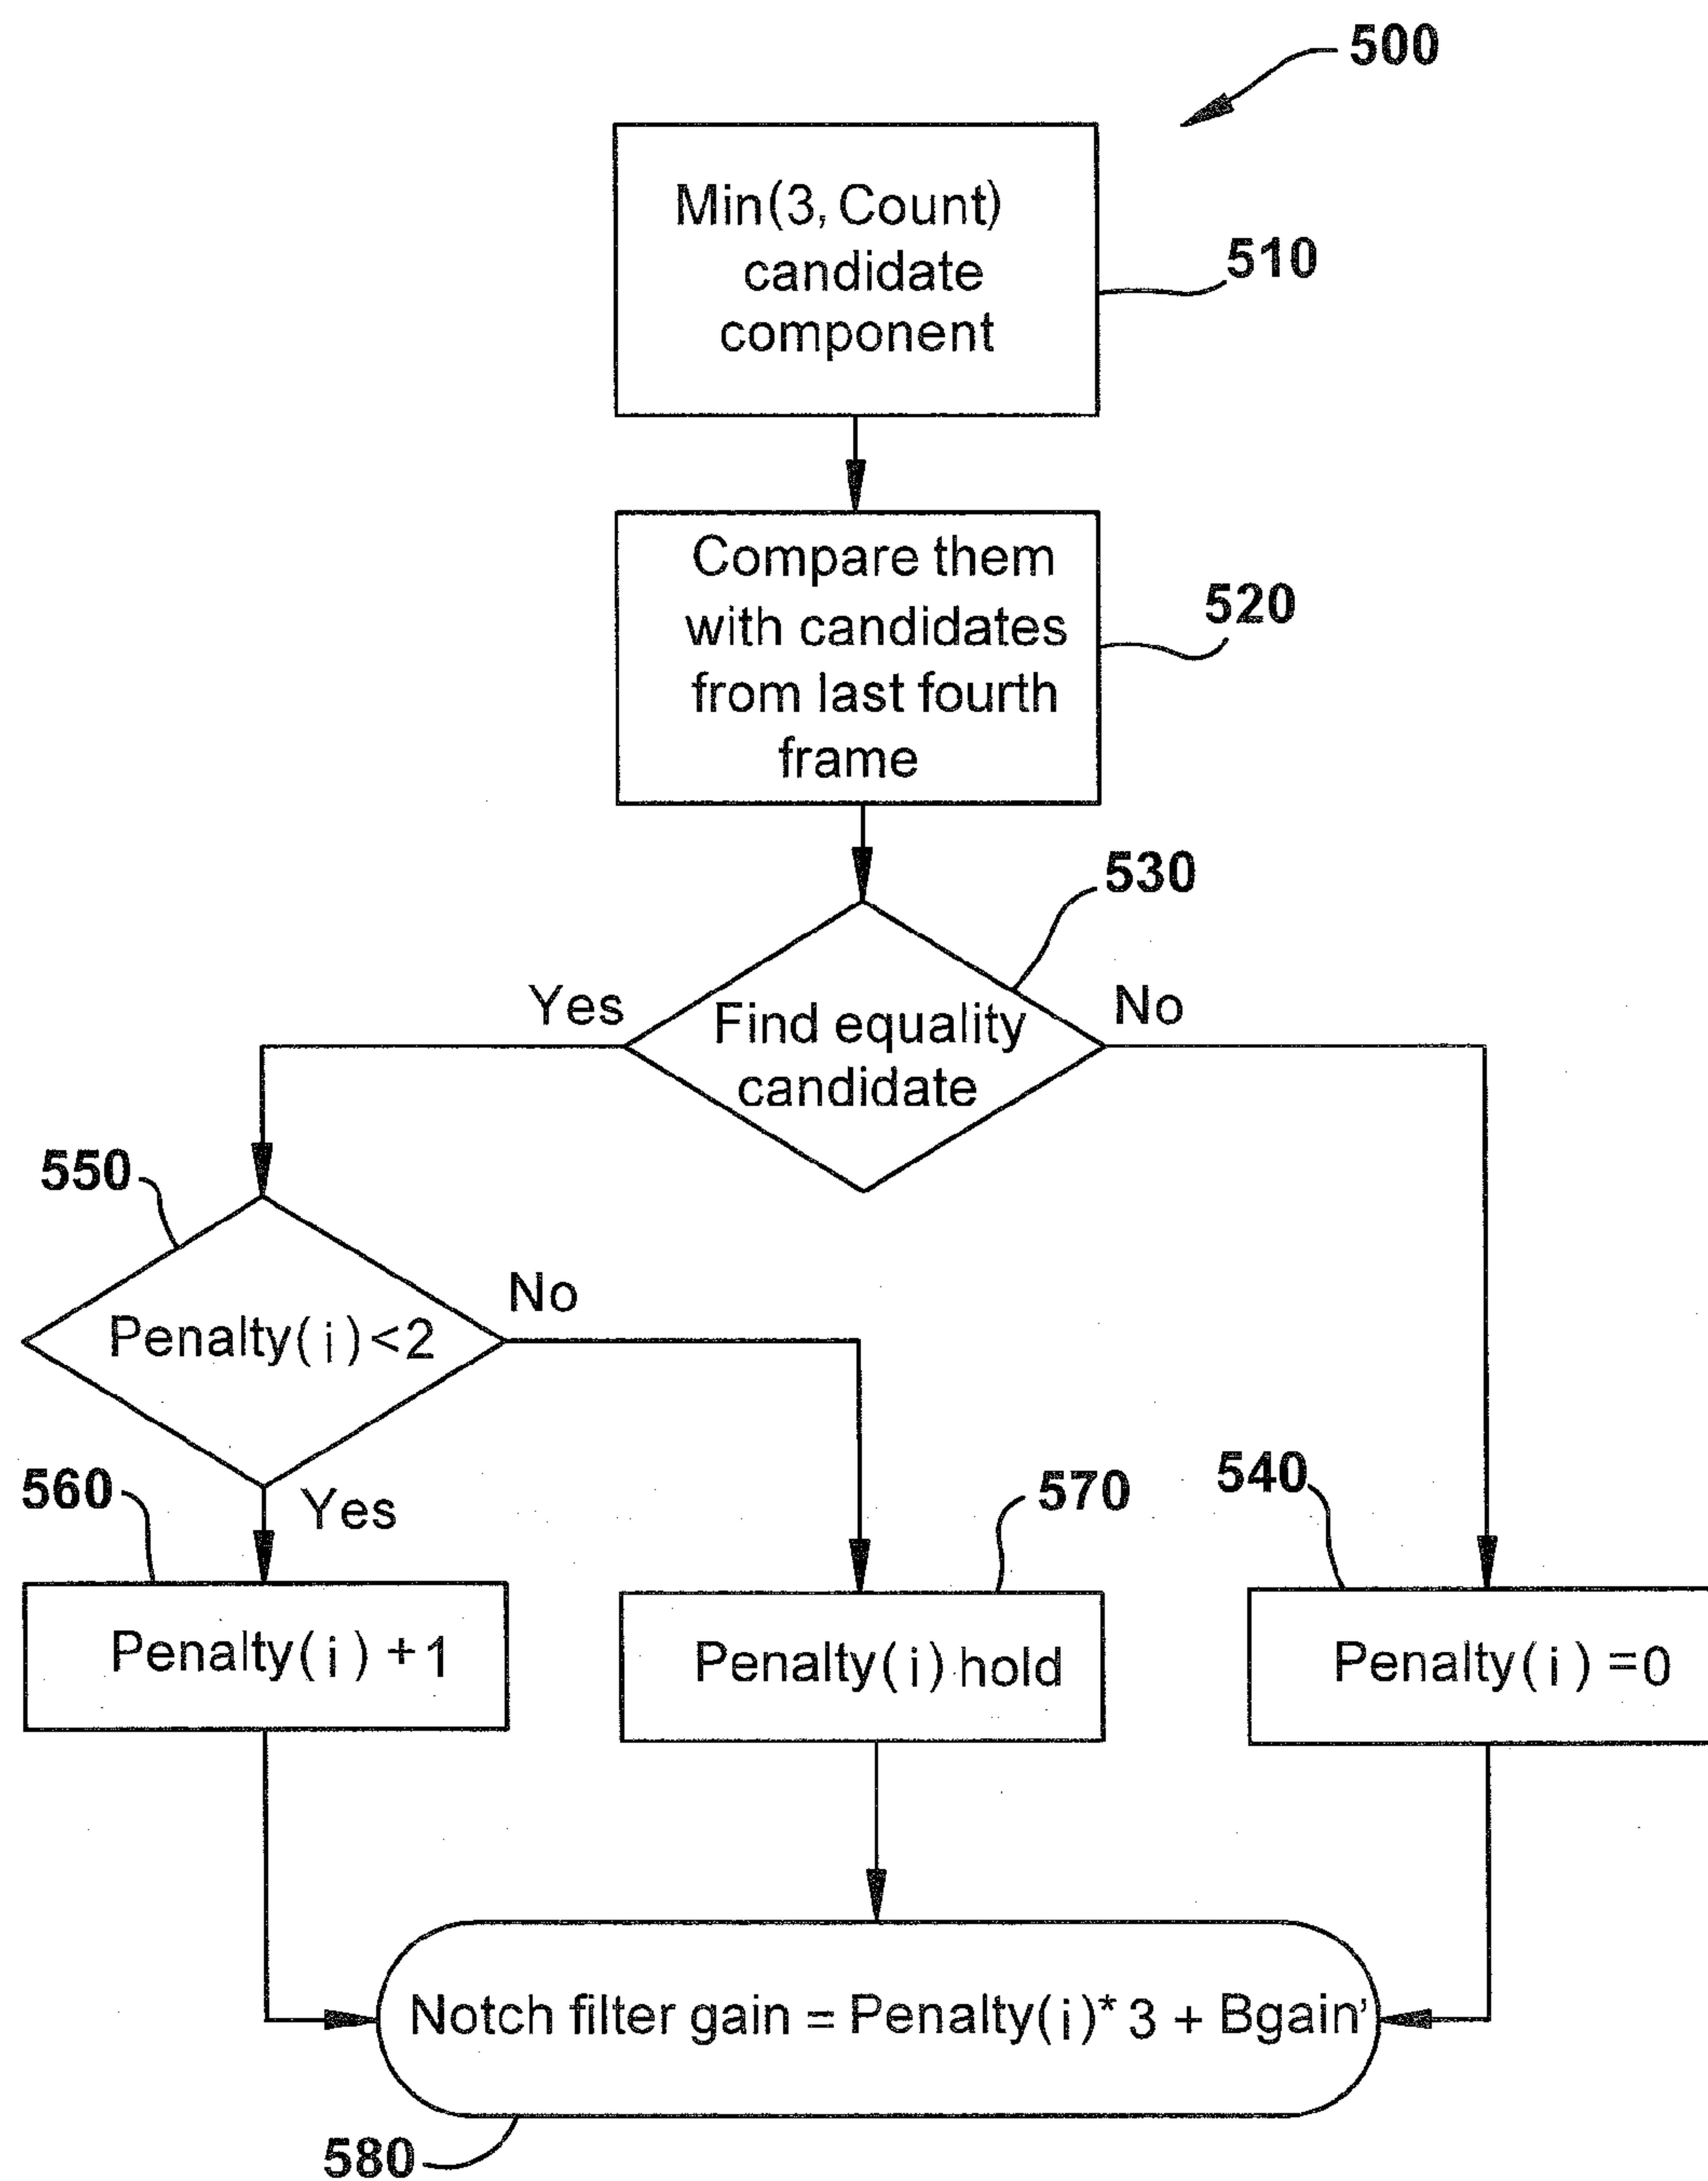 500
Min(3, Count)
candidate
component
510
Compare them
with candidates
from last fourth
frame
520
530
Yes
Find equality
candidate
No
550
Penalty(i)<2
No
Yes
560
Penalty(i) +1
570
Penalty(i) hold
540
Penalty(i) =0
Notch filter gain = Penalty(i)* 3 + Bgain'
580